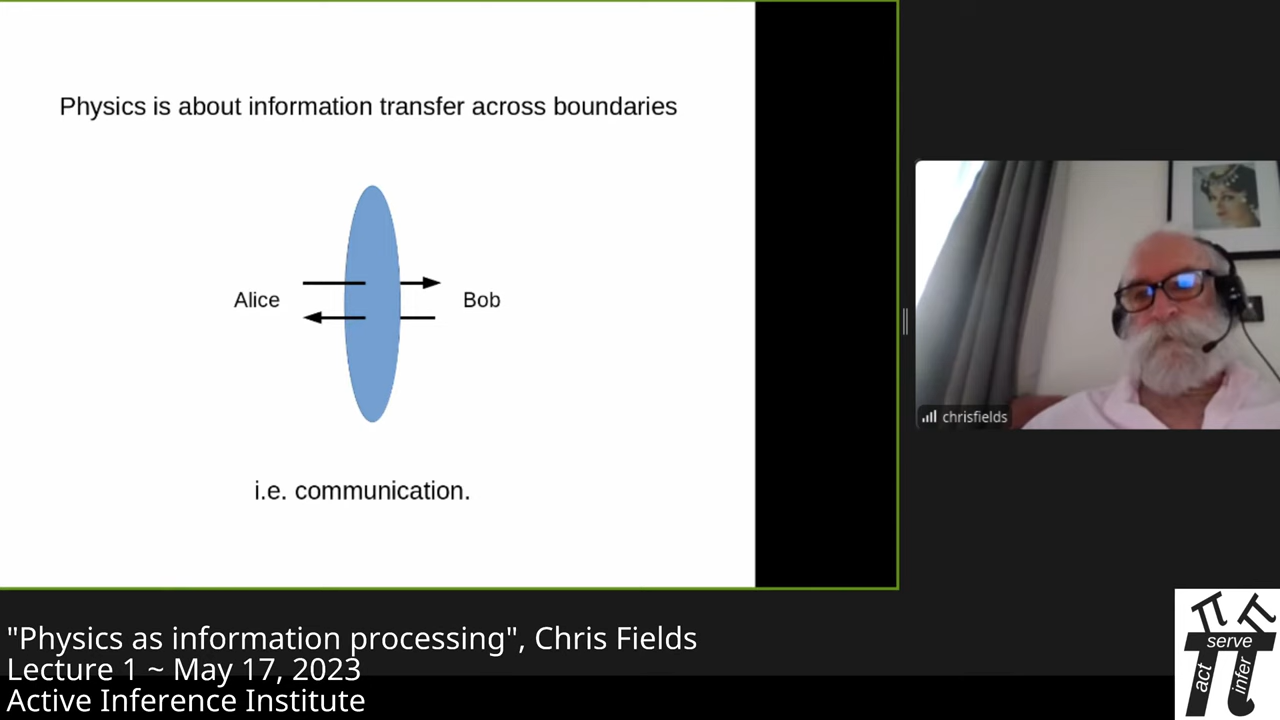 Physics is about information transfer across boundaries
Alice
Bob
i.e. communication.
chrisfields
"Physics as information processing", Chris Fields
Lecture 1 ~ May 17, 2023
Active Inference Institute
serve
act
infer